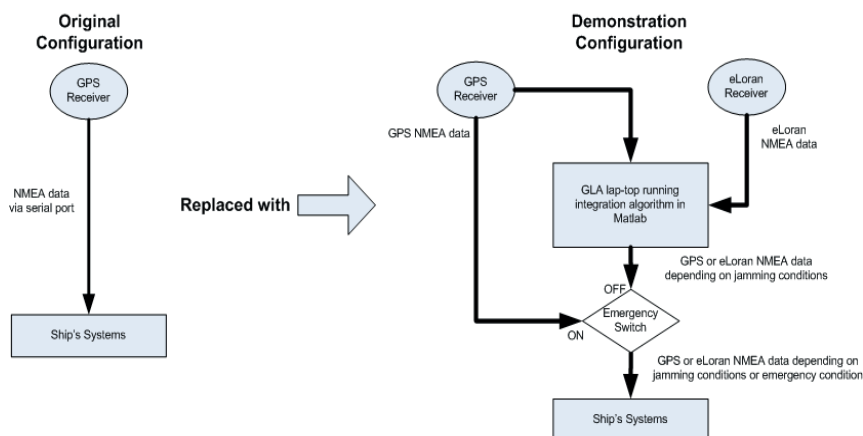 Original
Configuration
GPS
Receiver
NMEA data
via serial port
Ship's Systems
Replaced with
Demonstration
Configuration
GPS
Receiver
eLoran
Receiver
GPS NMEA data
eLoran
NMEA data
GLA lap-top running
integration algorithm in
Matlab
GPS or eLoran NMEA data
depending on jamming conditions
OFF
Emergency
Switch
ON
GPS or eLoran NMEA data depending on
jamming conditions or emergency condition
Ship's Systems